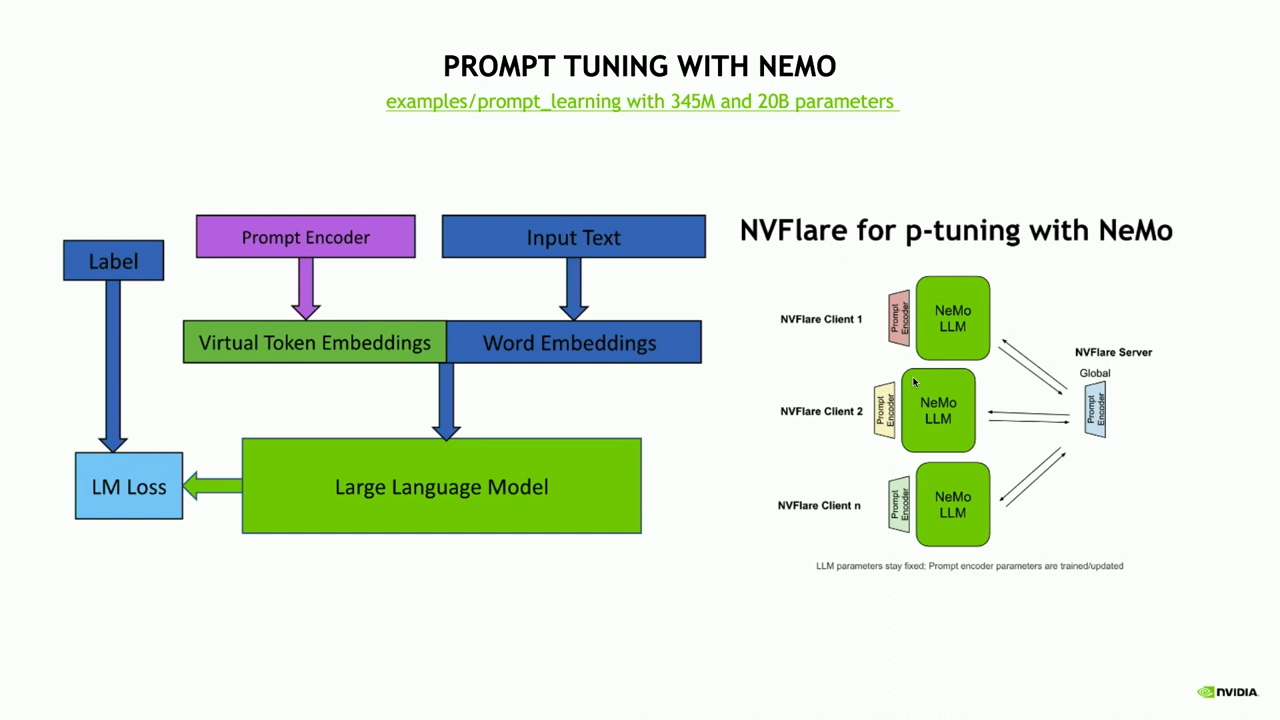 PROMPT TUNING WITH NEMO
examples/prompt_learning with 345M and 20B parameters
Label
Prompt Encoder
Input Text
Virtual Token Embeddings
Word Embeddings
LM Loss
Large Language Model
NVFlare for p-tuning with NeMo
NVFlare Client 1
Prompt
Encoder
NeMo
LLM
NVFlare Server
Global
Prompt
Encoder
NVFlare Client 2
Prompt
Encoder
NeMo
LLM
NVFlare Client n
Prompt
Encoder
NeMo
LLM
LLM parameters stay fixed; Prompt encoder parameters are trained/updated
NVIDIA.